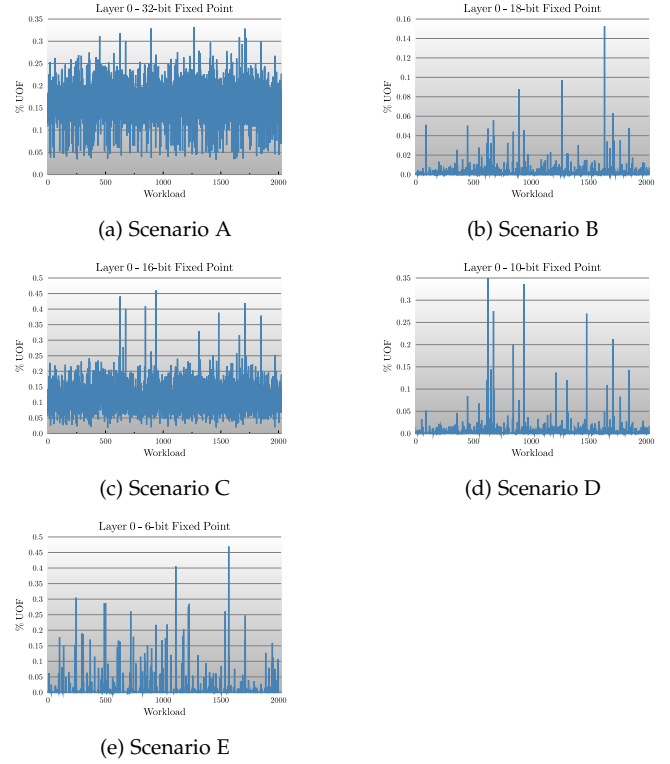 Layer 0 - 32-bit Fixed Point
0.35
0.3
0.25
0.2
0.15
0.1
0.05
0.0
% UOF
0 500 1000 1500 2000
Workload
(a) Scenario A
Layer 0 - 18-bit Fixed Point
0.16
0.14
0.12
0.1
0.08
0.06
0.04
0.02
0.0
% UOF
0 500 1000 1500 2000
Workload
(b) Scenario B
Layer 0 - 16-bit Fixed Point
0.5
0.45
0.4
0.35
0.3
0.25
0.2
0.15
0.1
0.05
0.0
% UOF
0 500 1000 1500 2000
Workload
(c) Scenario C
Layer 0 - 10-bit Fixed Point
0.35
0.3
0.25
0.2
0.15
0.1
0.05
0.0
% UOF
0 500 1000 1500 2000
Workload
(d) Scenario D
Layer 0 - 6-bit Fixed Point
0.5
0.45
0.4
0.35
0.3
0.25
0.2
0.15
0.1
0.05
0.0
% UOF
0 500 1000 1500 2000
Workload
(e) Scenario E